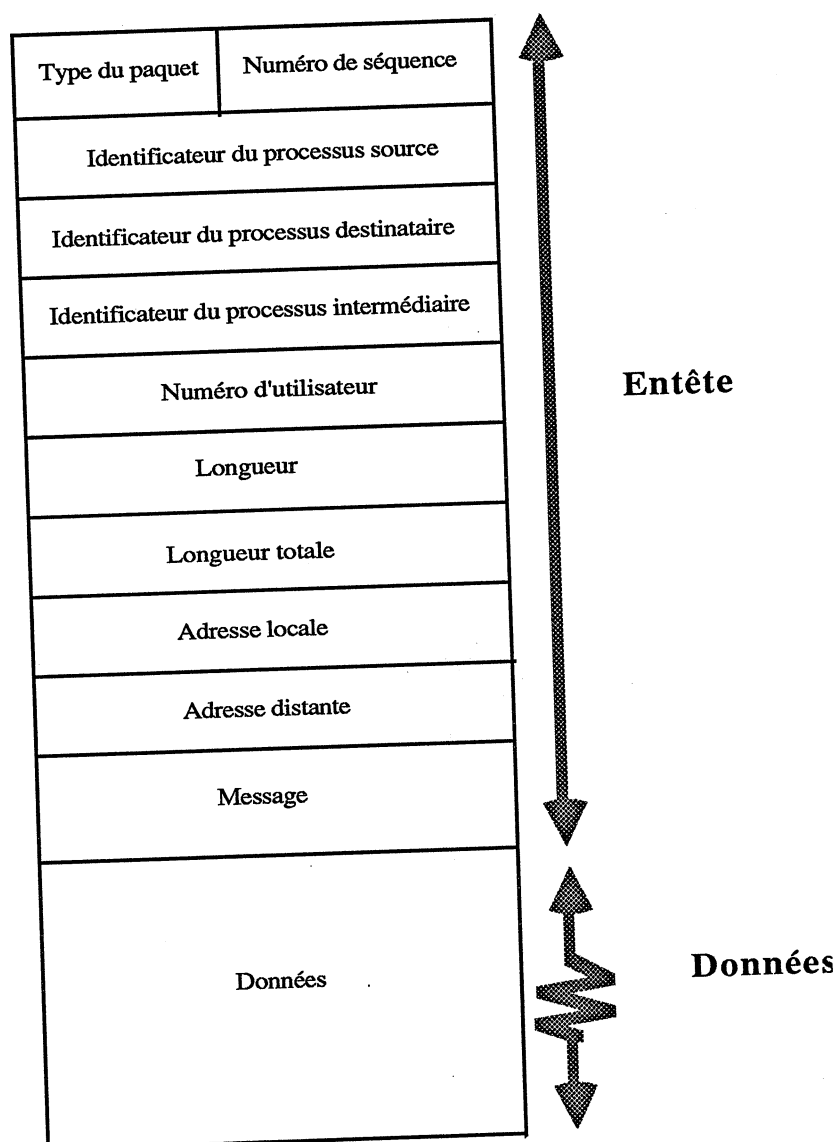 Type du paquet
Numéro de séquence
Identificateur du processus source
Identificateur du processus destinataire
Identificateur du processus intermédiaire
Numéro d'utilisateur
Entête
Longueur
Longueur totale
Adresse locale
Adresse distante
Message
Données
Données